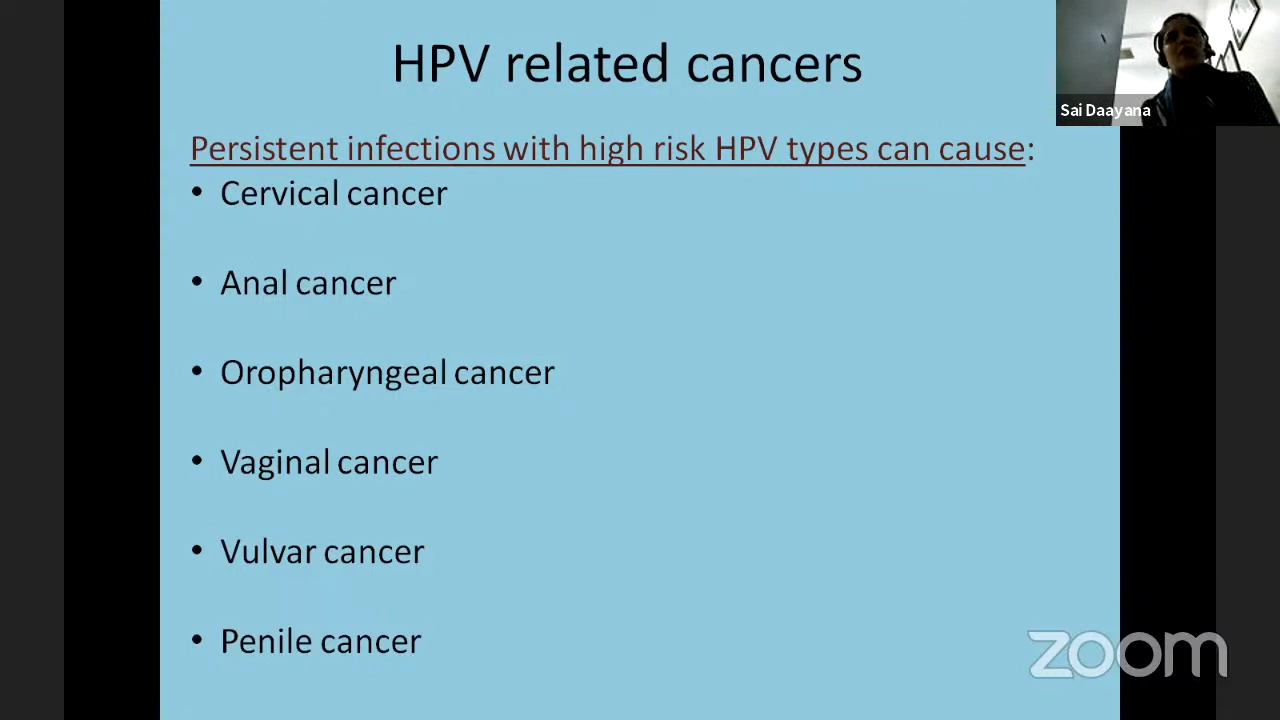 HPV related cancers
Sai Daayana
Persistent infections with high risk HPV types can cause:
• Cervical cancer
• Anal cancer
• Oropharyngeal cancer
• Vaginal cancer
• Vulvar cancer
• Penile cancer
zoom